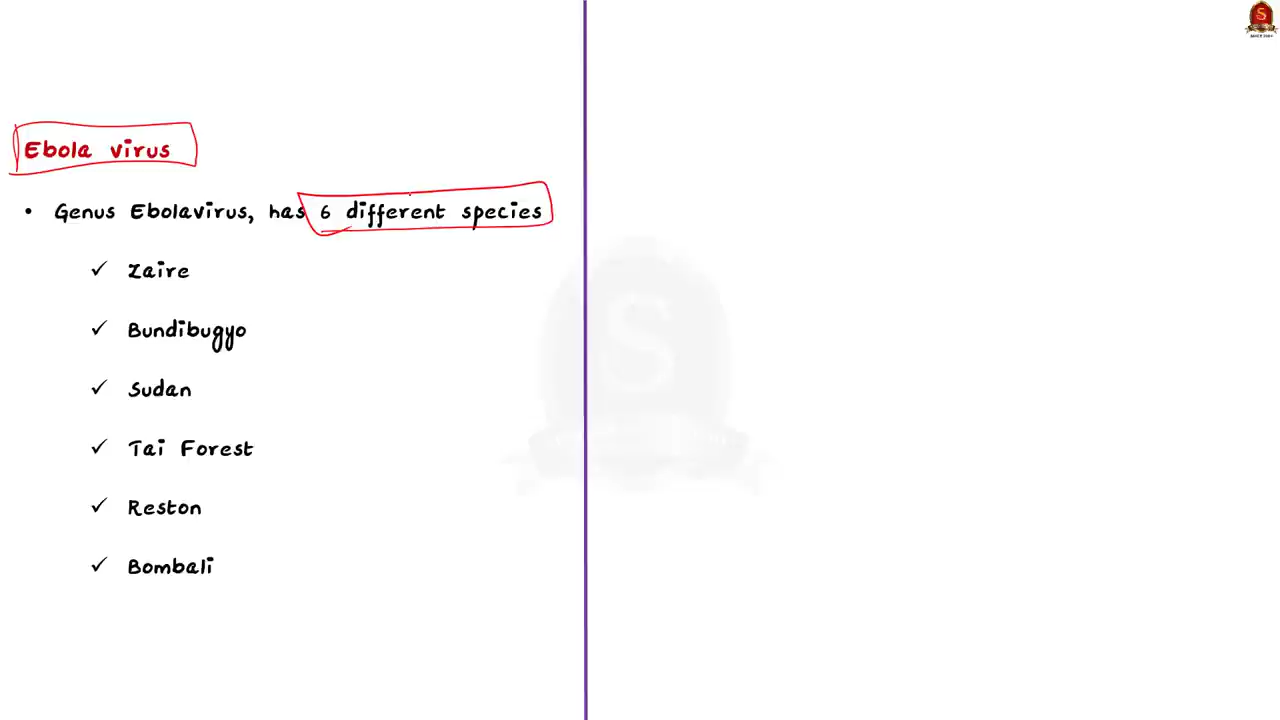 Ebola virus
• Genus Ebolavirus, has 6 different species
✓ Zaire
✓ Bundibugyo
✓ Sudan
✓ Tai Forest
✓ Reston
✓ Bombali
S